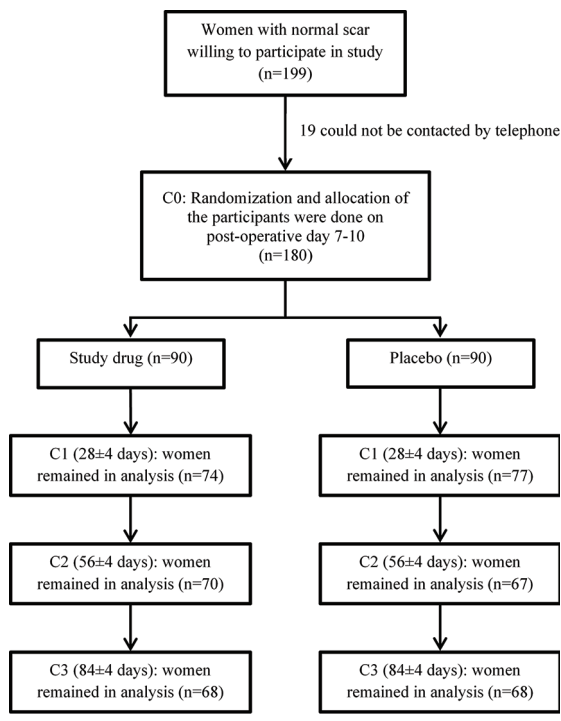 Women with normal scar
willing to participate in study
(n=199)
19 could not be contacted by telephone
C0: Randomization and allocation of
the participants were done on
post-operative day 7-10
(n=180)
Study drug (n=90)
Placebo (n=90)
C1 (28±4 days): women
remained in analysis (n=74)
C1 (28±4 days): women
remained in analysis (n=77)
C2 (56±4 days): women
remained in analysis (n=70)
C2 (56±4 days): women
remained in analysis (n=67)
C3 (84±4 days): women
remained in analysis (n=68)
C3 (84±4 days): women
remained in analysis (n=68)